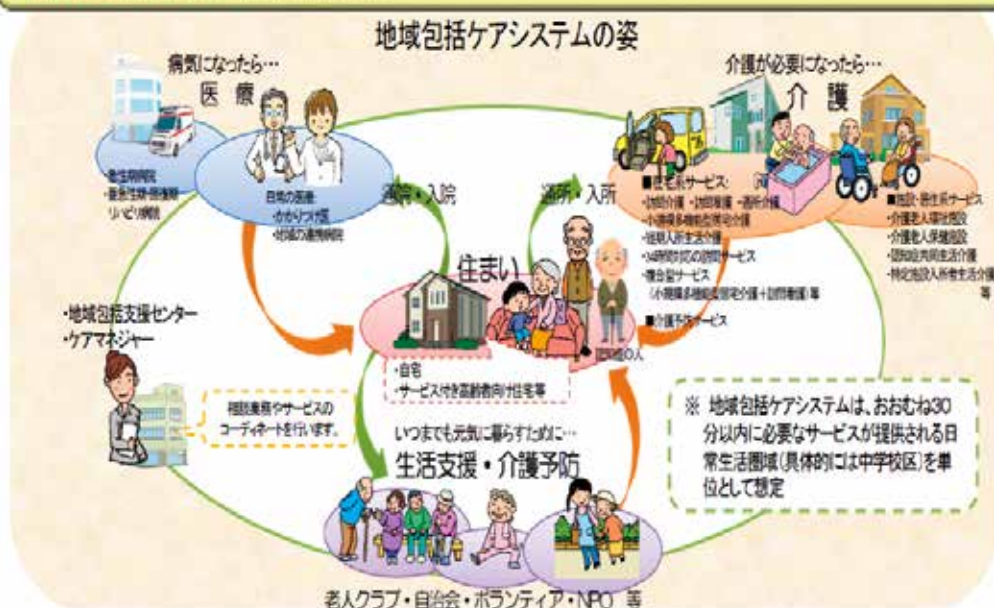 地域包括ケアシステムの姿
病気になったら…
医 療
介護が必要になったら…
介 護
・急性期病院
・亜急性期・回復期
リハビリ病院
日常の医療:
・かかりつけ医
・地域の連携病院
通院・入院
通所・入所
■在宅系サービス:
・訪問介護 ・訪問看護 ・通所介護
・小規模多機能型居宅介護
・短期入所生活介護
・24時間対応の訪問サービス
・複合型サービス
(小規模多機能型居宅介護+訪問看護)等
■介護予防サービス
■施設・居住系サービス
・介護老人福祉施設
・介護老人保健施設
・認知症共同生活介護
・特定施設入所者生活介護
等
住まい
認知症の人
・地域包括支援センター
・ケアマネジャー
・自宅
・サービス付き高齢者向け住宅等
相談業務やサービスの
コーディネートを行います。
いつまでも元気に暮らすために…
生活支援・介護予防
※ 地域包括ケアシステムは、おおむね30
分以内に必要なサービスが提供される日
常生活圏域(具体的には中学校区)を単
位として想定
老人クラブ・自治会・ボランティア・NPO 等